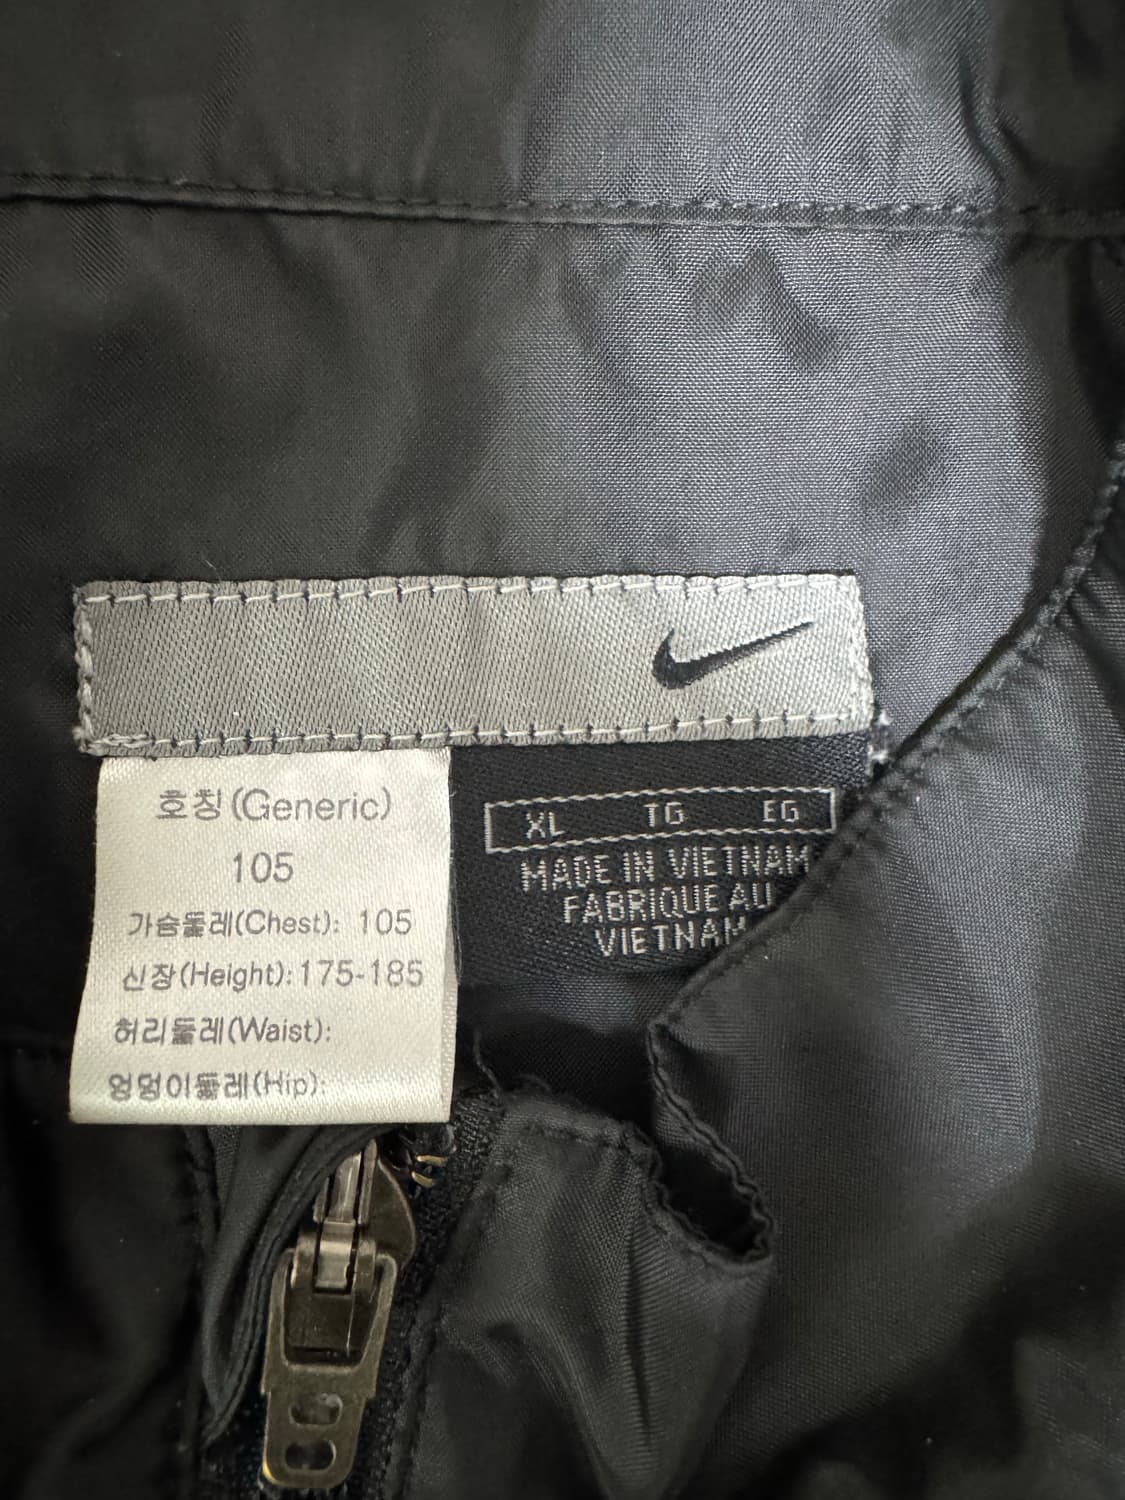 호칭(Generic)
105
가슴둘레(Chest): 105
신장(Height):175-185
허리둘레(Waist):
엉덩이둘레(Hip):
XL TG EG
MADE IN VIETNAM
FABRIQUE AU
VIETNAM